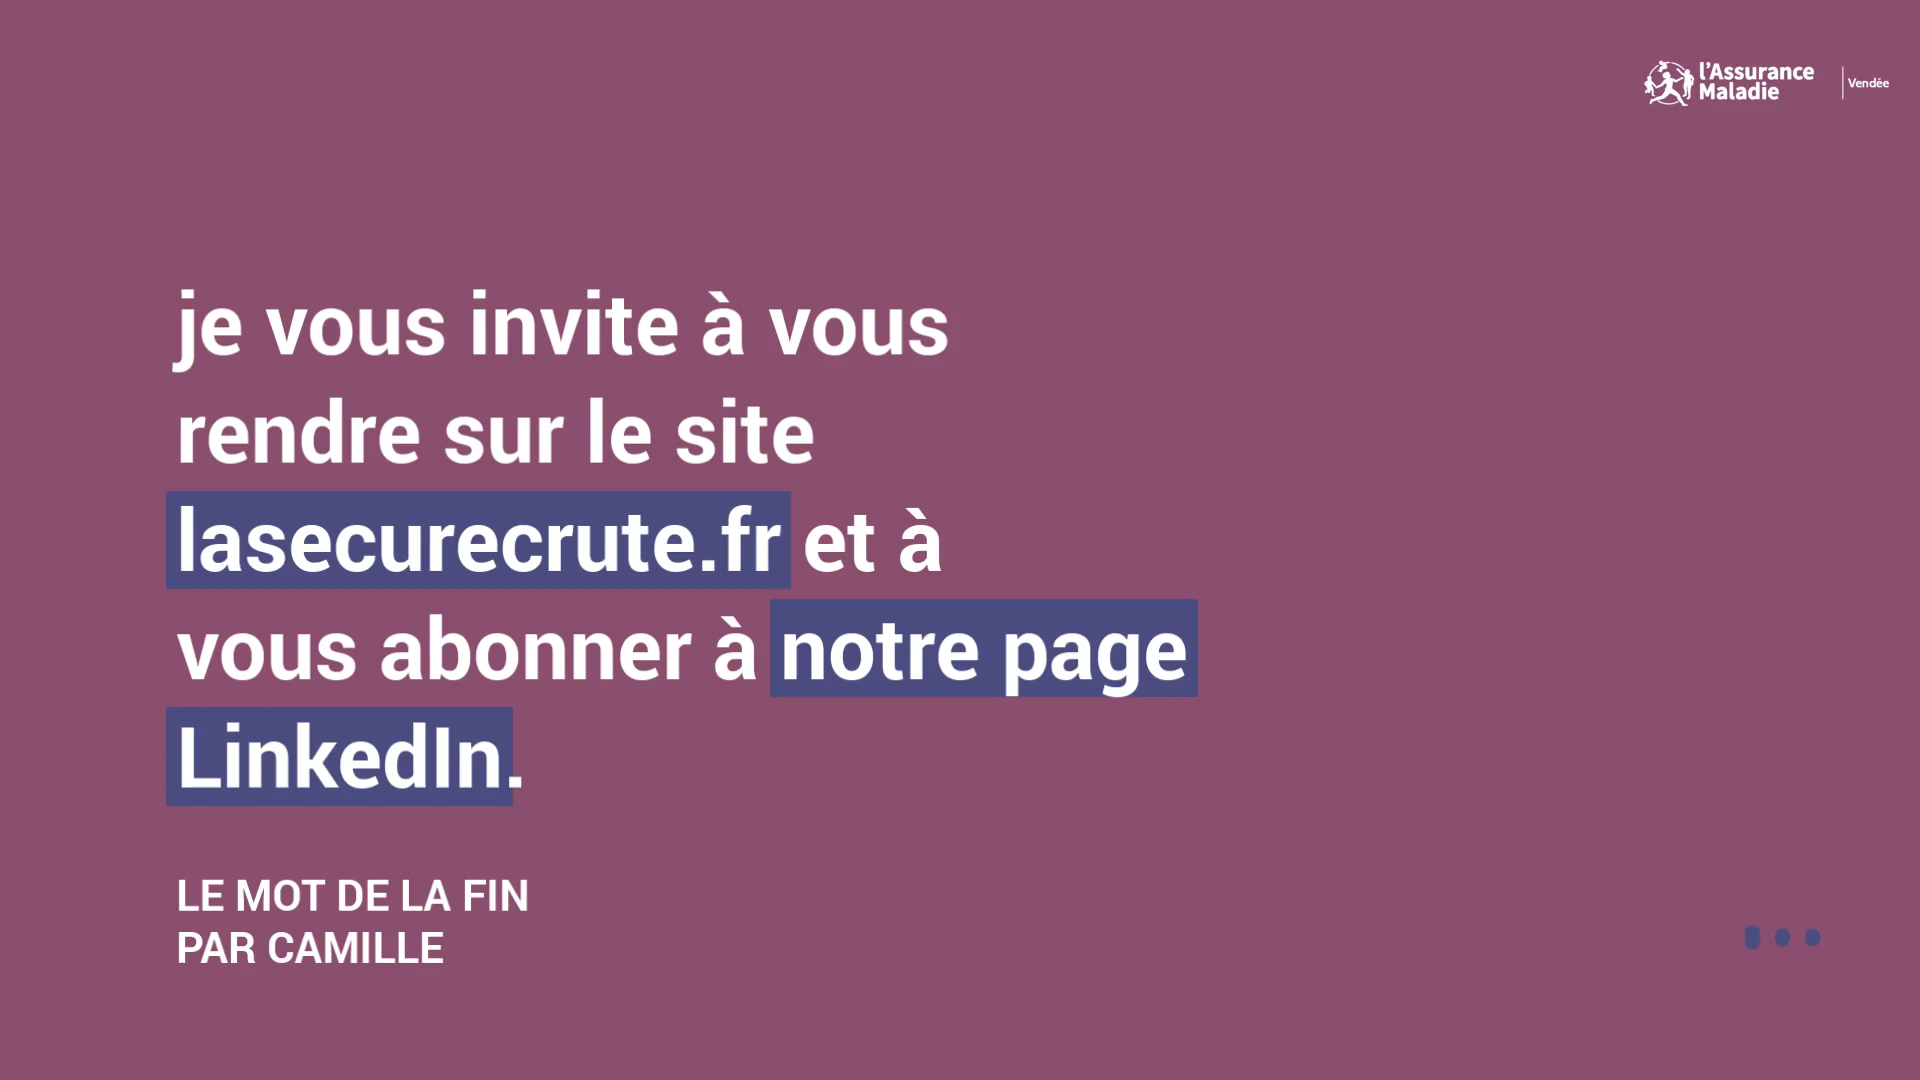 l'Assurance
Maladie
Vendée
je vous invite à vous
rendre sur le site
lasecurecrute.fr et à
vous abonner à notre page
LinkedIn.
LE MOT DE LA FIN
PAR CAMILLE